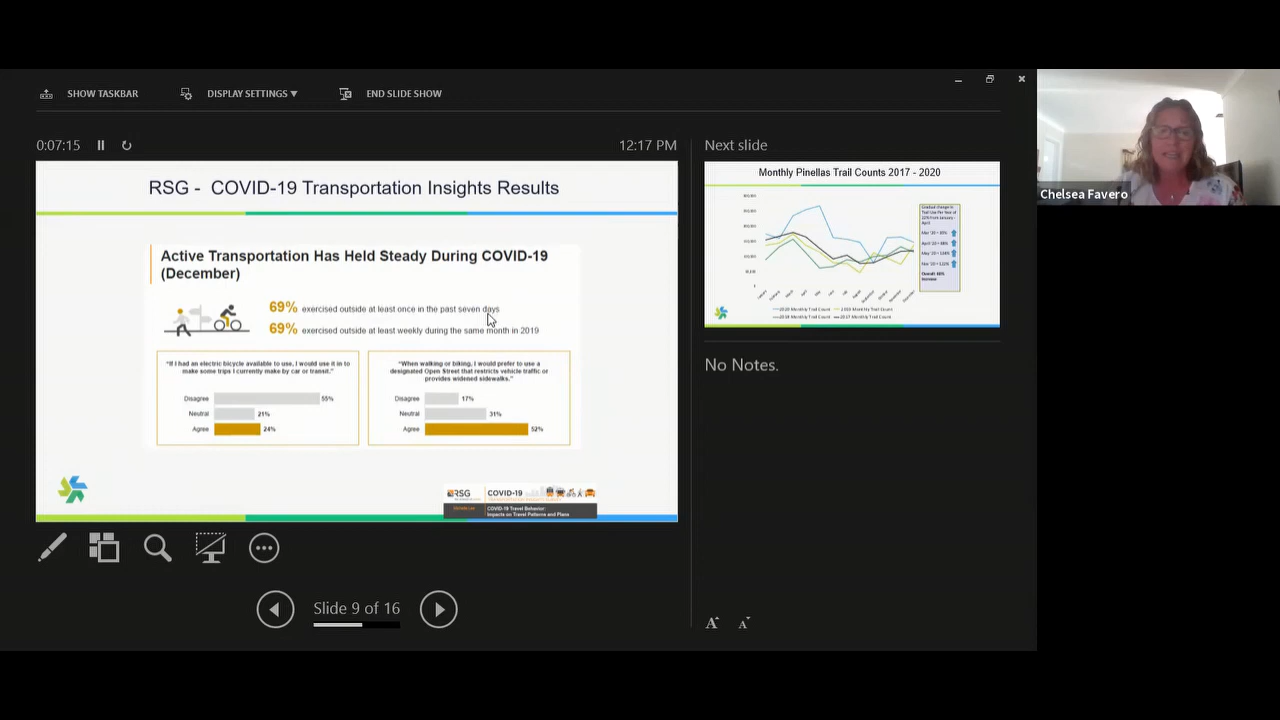 SHOW TASKBAR
DISPLAY SETTINGS
END SLIDE SHOW
0:07:15
12:17 PM
RSG - COVID-19 Transportation Insights Results
Active Transportation Has Held Steady During COVID-19
(December)
69% exercised outside at least once in the past seven days
69% exercised outside at least weekly during the same month in 2019
"If I had an electric bicycle available to use, I would use it in to
make some trips I currently make by car or transit."
Disagree 55%
Neutral 21%
Agree 24%
"When walking or biking, I would prefer to use a
designated Open Street that restricts vehicle traffic or
provides widened sidewalks."
Disagree 17%
Neutral 31%
Agree 52%
RSG
COVID-19
COVID-19 Travel Behavior:
Impacts on Travel Patterns and Plans
Slide 9 of 16
Next slide
Monthly Pinellas Trail Counts 2017 - 2020
No Notes.
A A
Chelsea Favero